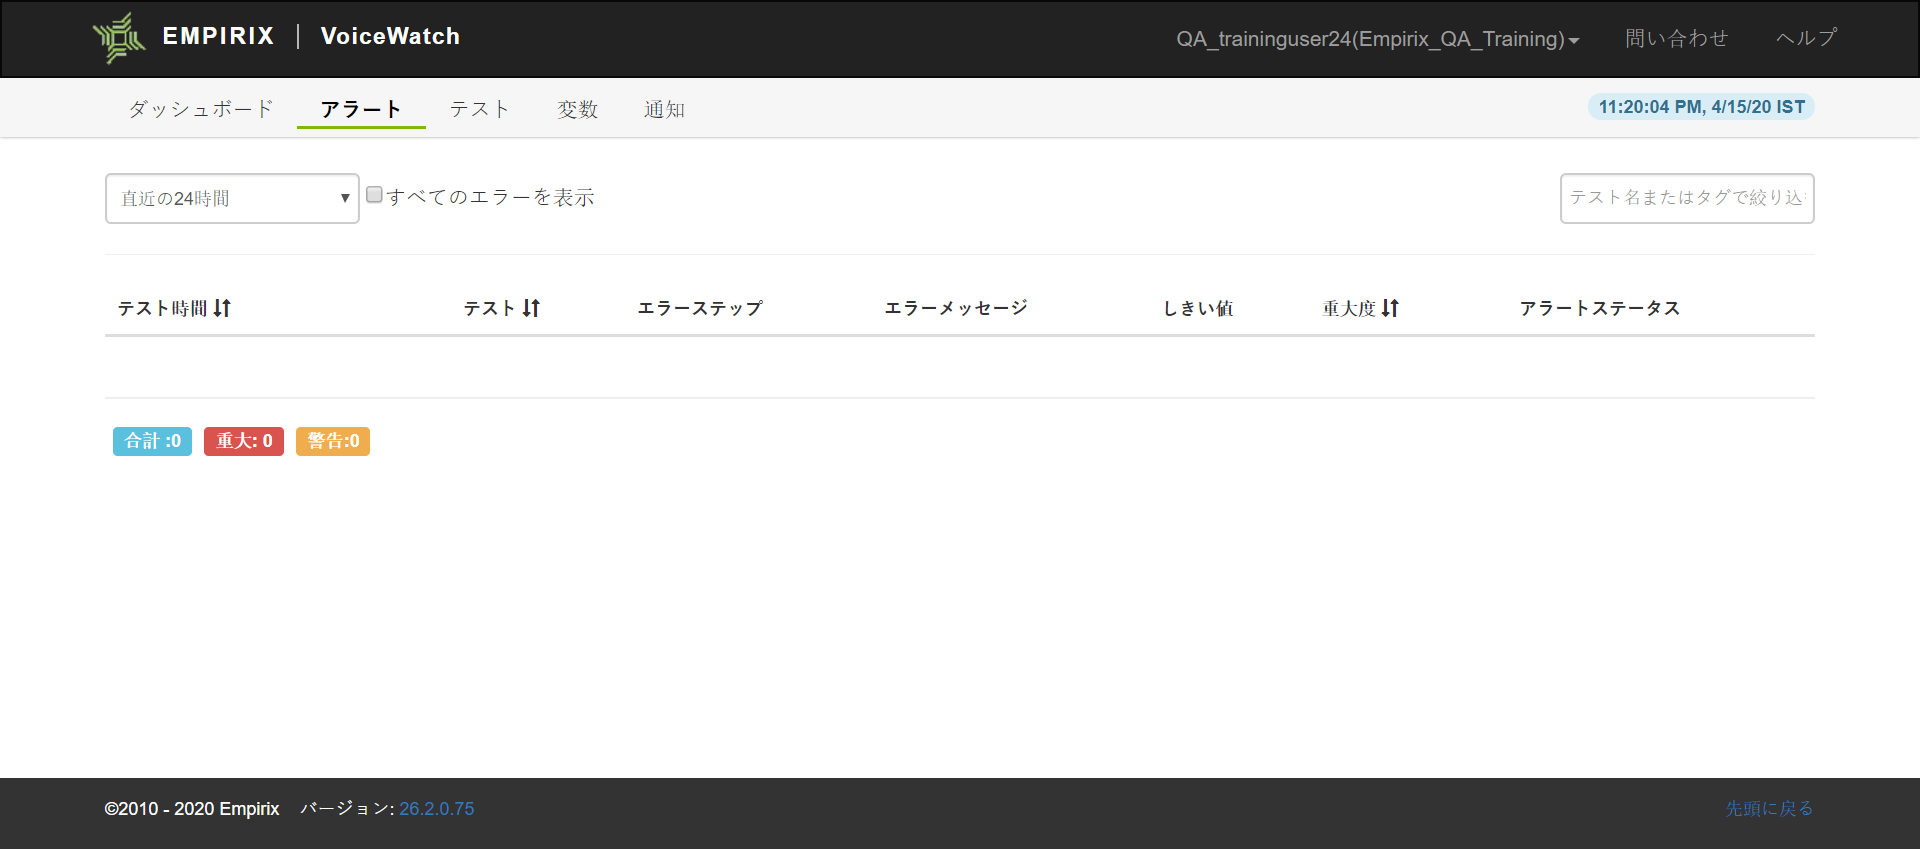 EMPIRIX | VoiceWatch
QA_traininguser24(Empirix_QA_Training) 問い合わせ ヘルプ
ダッシュボード アラート テスト 変数 通知 11:20:04 PM, 4/15/20 IST
直近の24時間 すべてのエラーを表示 テスト名またはタグで絞り込
テスト時間 テスト エラーステップ エラーメッセージ しきい値 重大度 アラートステータス
合計 :0 重大: 0 警告:0
©2010 - 2020 Empirix バージョン: 26.2.0.75 先頭に戻る